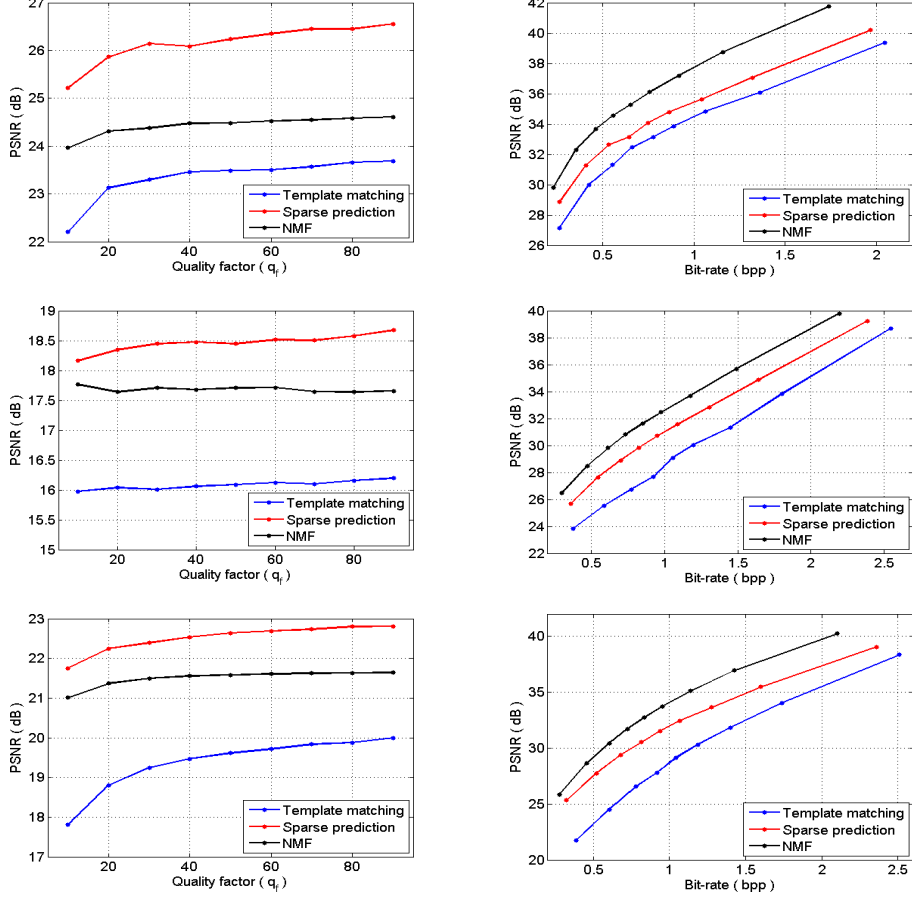 27
26
25
24
23
22
20 40 60 80
PSNR ( dB )
Quality factor ( q_f )
Template matching
Sparse prediction
NMF
42
40
38
36
34
32
30
28
26
0.5 1 1.5 2
PSNR ( dB )
Bit-rate ( bpp )
Template matching
Sparse prediction
NMF
19
18.5
18
17.5
17
16.5
16
15.5
15
20 40 60 80
PSNR ( dB )
Quality factor ( q_f )
Template matching
Sparse prediction
NMF
40
38
36
34
32
30
28
26
24
22
0.5 1 1.5 2 2.5
PSNR ( dB )
Bit-rate ( bpp )
Template matching
Sparse prediction
NMF
23
22
21
20
19
18
17
20 40 60 80
PSNR ( dB )
Quality factor ( q_f )
Template matching
Sparse prediction
NMF
40
35
30
25
20
0.5 1 1.5 2 2.5
PSNR ( dB )
Bit-rate ( bpp )
Template matching
Sparse prediction
NMF